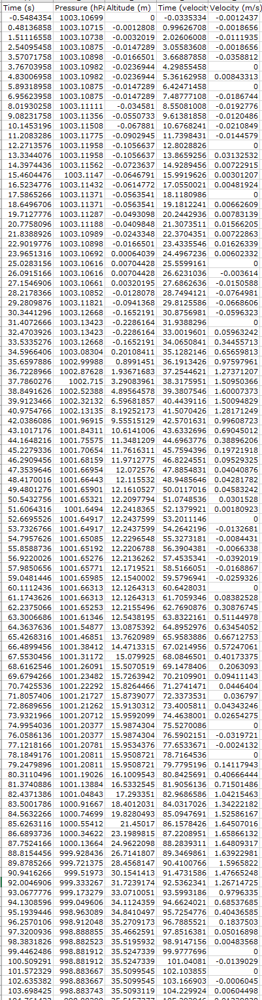 Time (s) Pressure (hPa Altitude (m) Time (velocit Velocity (m/s)
-0.5484354 1003.10699 0 -0.0335334 -0.0012437
0.48136858 1003.10715 -0.0012808 0.99626708 -0.0018656
1.51116558 1003.10738 -0.0032019 2.02606008 -0.0111935
2.54095458 1003.10875 -0.0147289 3.05583608 -0.0018656
3.57071758 1003.10898 -0.0166501 3.66887858 -0.0358812
3.76703958 1003.10982 -0.0236944 4.29855458 0
4.83006958 1003.10982 -0.0236944 5.36162958 0.00843313
5.89318958 1003.10875 -0.0147289 6.42471458 0
6.95623958 1003.10875 -0.0147289 7.48777108 -0.0186744
8.01930258 1003.11111 -0.034581 8.55081008 -0.0192776
9.08231758 1003.11356 -0.0550733 9.61381858 -0.0120486
10.1453196 1003.11508 -0.067881 10.6768241 -0.0210849
11.2083286 1003.11775 -0.0902945 11.7398431 -0.0144579
12.2713576 1003.11958 -0.1056637 12.8028826 0
13.3344076 1003.11958 -0.1056637 13.8659256 0.03132532
14.3974436 1003.11562 -0.0723637 14.9289456 0.00722915
15.4604476 1003.1147 -0.0646791 15.9919626 0.00301207
16.5234776 1003.11432 -0.0614772 17.0550021 0.00481924
17.5865266 1003.11371 -0.0563541 18.1180986 0
18.6496706 1003.11371 -0.0563541 19.1812241 0.00662609
19.7127776 1003.11287 -0.0493098 20.2442936 0.00783139
20.7758096 1003.11188 -0.0409848 21.3073511 0.01566205
21.8388926 1003.10989 -0.0243348 22.3704351 0.00722863
22.9019776 1003.10898 -0.0166501 23.4335546 0.01626339
23.9651316 1003.10692 0.00064039 24.4967236 0.00602332
25.0283156 1003.10616 0.00704428 25.5599161 0
26.0915166 1003.10616 0.00704428 26.6231036 -0.003614
27.1546906 1003.10661 0.00320195 27.6862636 -0.0150588
28.2178366 1003.10852 -0.0128078 28.7494121 -0.0764981
29.2809876 1003.11821 -0.0941368 29.8125586 -0.0668606
30.3441296 1003.12668 -0.1652191 30.8756981 -0.0596323
31.4072666 1003.13423 -0.2286164 31.9388296 0
32.4703926 1003.13423 -0.2286164 33.0019601 0.05963242
33.5335276 1003.12668 -0.1652191 34.0650841 0.34455713
34.5966406 1003.08304 0.20108411 35.1282146 0.65659813
35.6597886 1002.99988 0.8991451 36.1913426 0.97597961
36.7228966 1002.87628 1.93671683 37.2544621 1.27371207
37.7860276 1002.715 3.29083961 38.3175951 1.50950366
38.8491626 1002.52388 4.89564578 39.3807546 1.60007373
39.9123466 1002.32132 6.59681857 40.4439116 1.50094829
40.9754766 1002.13135 8.19252173 41.5070426 1.28171249
42.0386086 1001.96915 9.55515129 42.5701631 0.99608723
43.1017176 1001.84311 10.6141006 43.6332696 0.69045012
44.1648216 1001.75575 11.3481209 44.6963776 0.38896206
45.2279336 1001.70654 11.7616311 45.7594396 0.19721918
46.2909456 1001.68159 11.9712775 46.8224551 0.09529325
47.3539646 1001.66954 12.072576 47.8854831 0.04040876
48.4170016 1001.66443 12.115532 48.9485646 0.04281782
49.4801276 1001.65901 12.1610527 50.0117016 0.04583242
50.5432756 1001.65321 12.2097794 51.0748536 0.0301528
51.6064316 1001.6494 12.2418365 52.1379921 0.00180923
52.6695526 1001.64917 12.2437599 53.2011146 0
53.7326766 1001.64917 12.2437599 54.2642196 -0.0132681
54.7957626 1001.65085 12.2296548 55.3273181 -0.0084431
55.8588736 1001.65192 12.2206788 56.3904381 -0.0066338
56.9220026 1001.65276 12.2136262 57.4535341 -0.0392019
57.9850656 1001.65771 12.1719521 58.5166051 -0.0168867
59.0481446 1001.65985 12.1540002 59.5796941 -0.0259326
60.1112436 1001.66313 12.1264313 60.6428031 0
61.1743626 1001.66313 12.1264313 61.7059346 0.08382528
62.2375066 1001.65253 12.2155496 62.7690876 0.30876745
63.3006686 1001.61346 12.5438195 63.8322161 0.51144978
64.3637636 1001.54877 13.0875392 64.8952976 0.63454052
65.4268316 1001.46851 13.7620989 65.9583886 0.66712753
66.4899456 1001.38412 14.4713315 67.0214956 0.57247061
67.5530456 1001.31172 15.079925 68.0846501 0.40173375
68.6162546 1001.26091 15.5070519 69.1478406 0.2063093
69.6794266 1001.23482 15.7263942 70.2109901 0.09411143
70.7425536 1001.22292 15.8264466 71.2741471 0.0446404
71.8057406 1001.21727 15.8739077 72.3373531 0.036797
72.8689656 1001.21262 15.9130312 73.4005811 0.04343246
73.9321966 1001.20712 15.9592099 74.4638001 0.02654275
74.9954036 1001.20377 15.9874304 75.5270086 0
76.0586136 1001.20377 15.9874304 76.5902151 -0.0319721
77.1218166 1001.20781 15.9534476 77.6533671 -0.0024132
78.1849176 1001.20811 15.9508721 78.7164536 0
79.2479896 1001.20811 15.9508721 79.7795196 0.14117943
80.3110496 1001.19026 16.1009543 80.8425691 0.40666444
81.3740886 1001.13884 16.5332545 81.9056136 0.71501486
82.4371386 1001.04843 17.293351 82.9686586 1.04215463
83.5001786 1000.91667 18.4012031 84.0317026 1.34222182
84.5632266 1000.74699 19.8280493 85.0947691 1.52586167
85.6263116 1000.55412 21.45017 86.1578426 1.64507016
86.6893736 1000.34622 23.1989815 87.2208951 1.65866132
87.7524166 1000.13664 24.9622098 88.2839311 1.64809317
88.8154456 999.928436 26.7141807 89.3469861 1.63922981
89.8785266 999.721375 28.4568147 90.4100766 1.5965822
90.9416266 999.51973 30.1541413 91.4731586 1.47665248
92.0046906 999.333267 31.7239174 92.5362341 1.26714725
93.0677776 999.173279 33.0710051 93.5993186 0.9796335
94.1308596 999.049606 34.1124359 94.6624021 0.68537685
95.1939446 998.963089 34.8410497 95.7254776 0.40436585
96.2570106 998.912048 35.2709173 96.7885521 0.1837503
97.3200936 998.888855 35.4662591 97.8516381 0.05016898
98.3831826 998.882523 35.5195932 98.9147156 0.00483568
99.4462486 998.881912 35.5247339 99.9777696 0
100.509291 998.881912 35.5247339 101.04081 -0.0139029
101.572329 998.883667 35.5099545 102.103855 0
102.635382 998.883667 35.5099545 103.166903 -0.0006045
103.698425 998.883743 35.5093119 104.229924 0.00604498